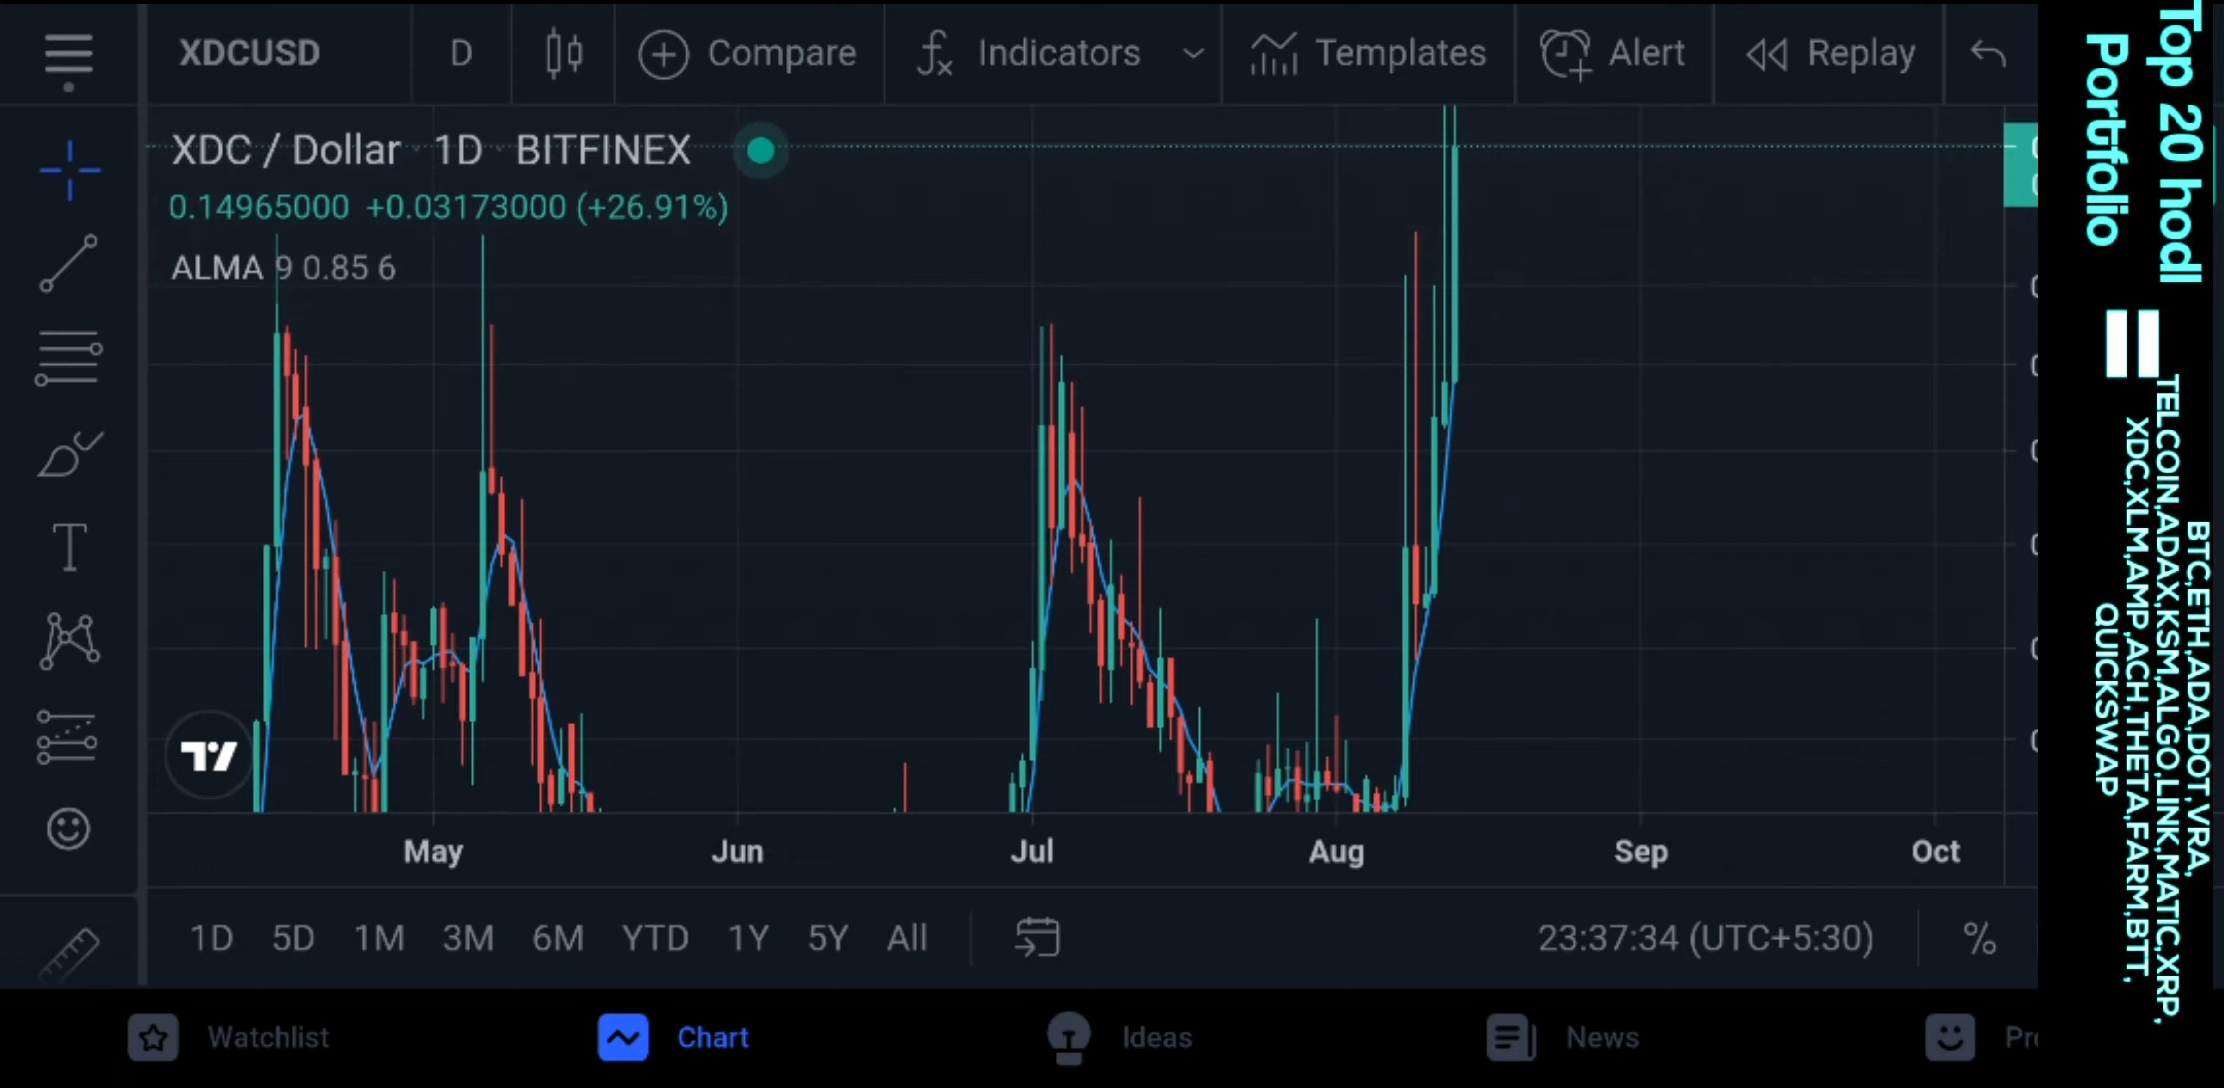 XDCUSD
D
Compare
Indicators
Templates
Alert
Replay
XDC / Dollar · 1D · BITFINEX
0.14965000 +0.03173000 (+26.91%)
ALMA 9 0.85 6
May
Jun
Jul
Aug
Sep
Oct
1D
5D
1M
3M
6M
YTD
1Y
5Y
All
23:37:34 (UTC+5:30)
%
Watchlist
Chart
Ideas
News
Top 20 hodl
Portfolio
BTC,ETH,ADA,DOT,VRA,
TELCOIN,ADAX,KSM,ALGO,LINK,MATIC,XRP,
XDC,XLM,AMP,ACH,THETA,FARM,BTT,
QUICKSWAP